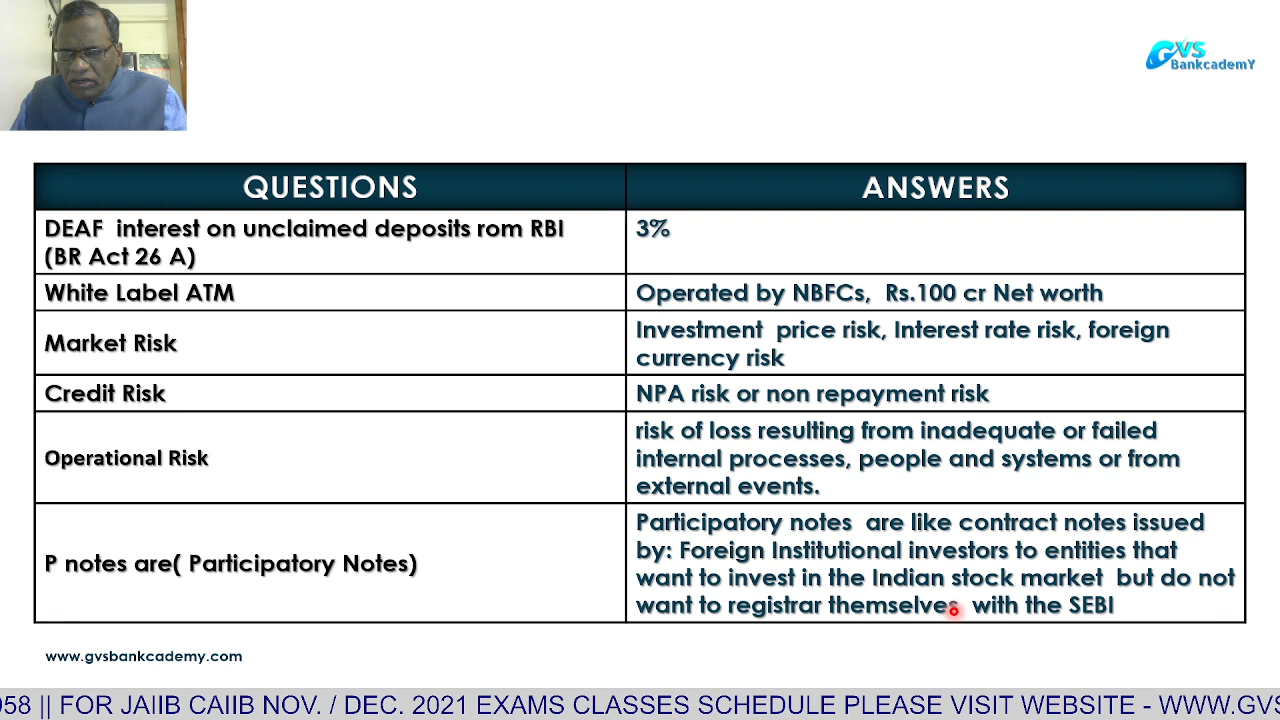 GVS
BankcademY
QUESTIONS
ANSWERS
DEAF interest on unclaimed deposits rom RBI
(BR Act 26 A)
3%
White Label ATM
Operated by NBFCs, Rs.100 cr Net worth
Market Risk
Investment price risk, Interest rate risk, foreign
currency risk
Credit Risk
NPA risk or non repayment risk
Operational Risk
risk of loss resulting from inadequate or failed
internal processes, people and systems or from
external events.
P notes are( Participatory Notes)
Participatory notes are like contract notes issued
by: Foreign Institutional investors to entities that
want to invest in the Indian stock market but do not
want to registrar themselves with the SEBI
www.gvsbankcademy.com
958 || FOR JAIIB CAIIB NOV. / DEC. 2021 EXAMS CLASSES SCHEDULE PLEASE VISIT WEBSITE - WWW.GVS